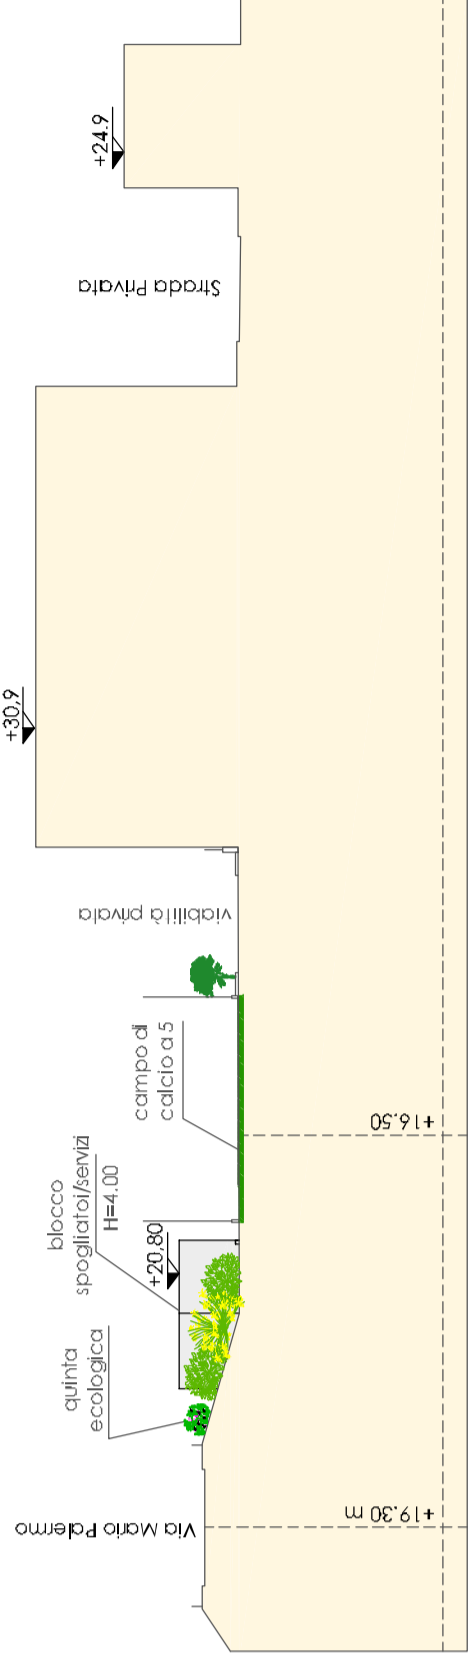 Via Mario Palermo
+19.30 m
quinta
ecologica
blocco
spogliatoi/servizi
H=4.00
+20,80
campo di
calcio a 5
+16.50
viabilita' privata
+30,9
Strada Privata
+24.9